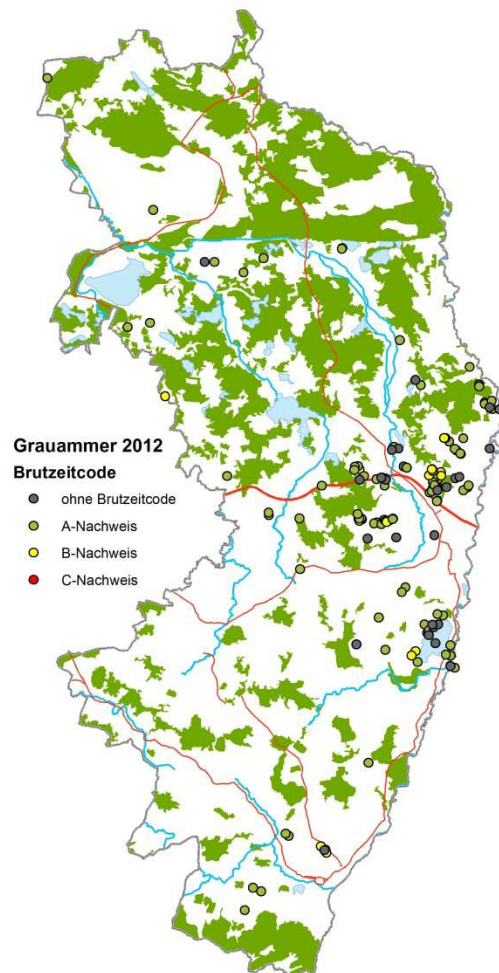 Grauammer 2012
Brutzeitcode
ohne Brutzeitcode
A-Nachweis
B-Nachweis
C-Nachweis